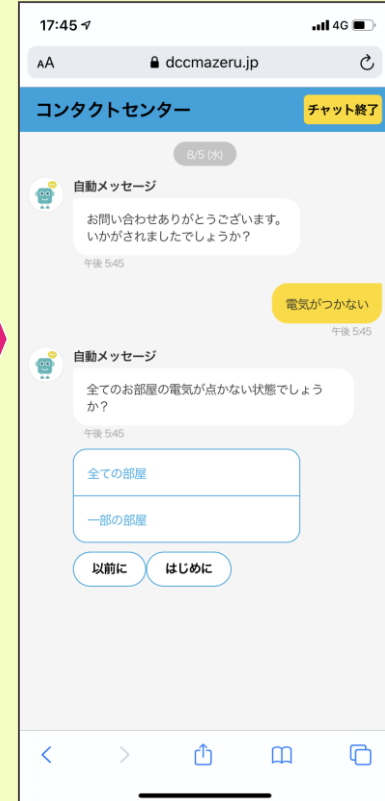 17:45
4G
AA
dccmazeru.jp
コンタクトセンター
チャット終了
8/5 (水)
自動メッセージ
お問い合わせありがとうございます。
いかがされましたでしょうか？
午後 5:45
電気がつかない
午後 5:45
自動メッセージ
全てのお部屋の電気が点かない状態でしょう
か？
午後 5:45
全ての部屋
一部の部屋
以前に
はじめに